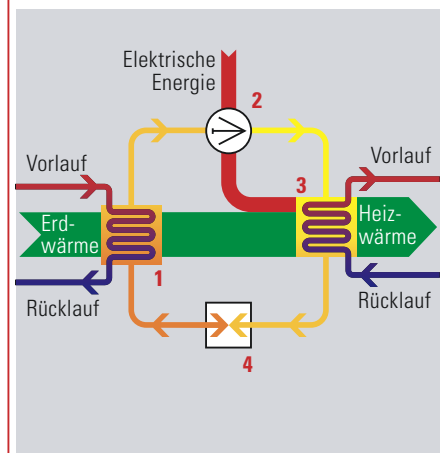 Elektrische
Energie
2
Vorlauf
3
Vorlauf
Erd-
wärme
Heiz-
wärme
1
Rücklauf
Rücklauf
4